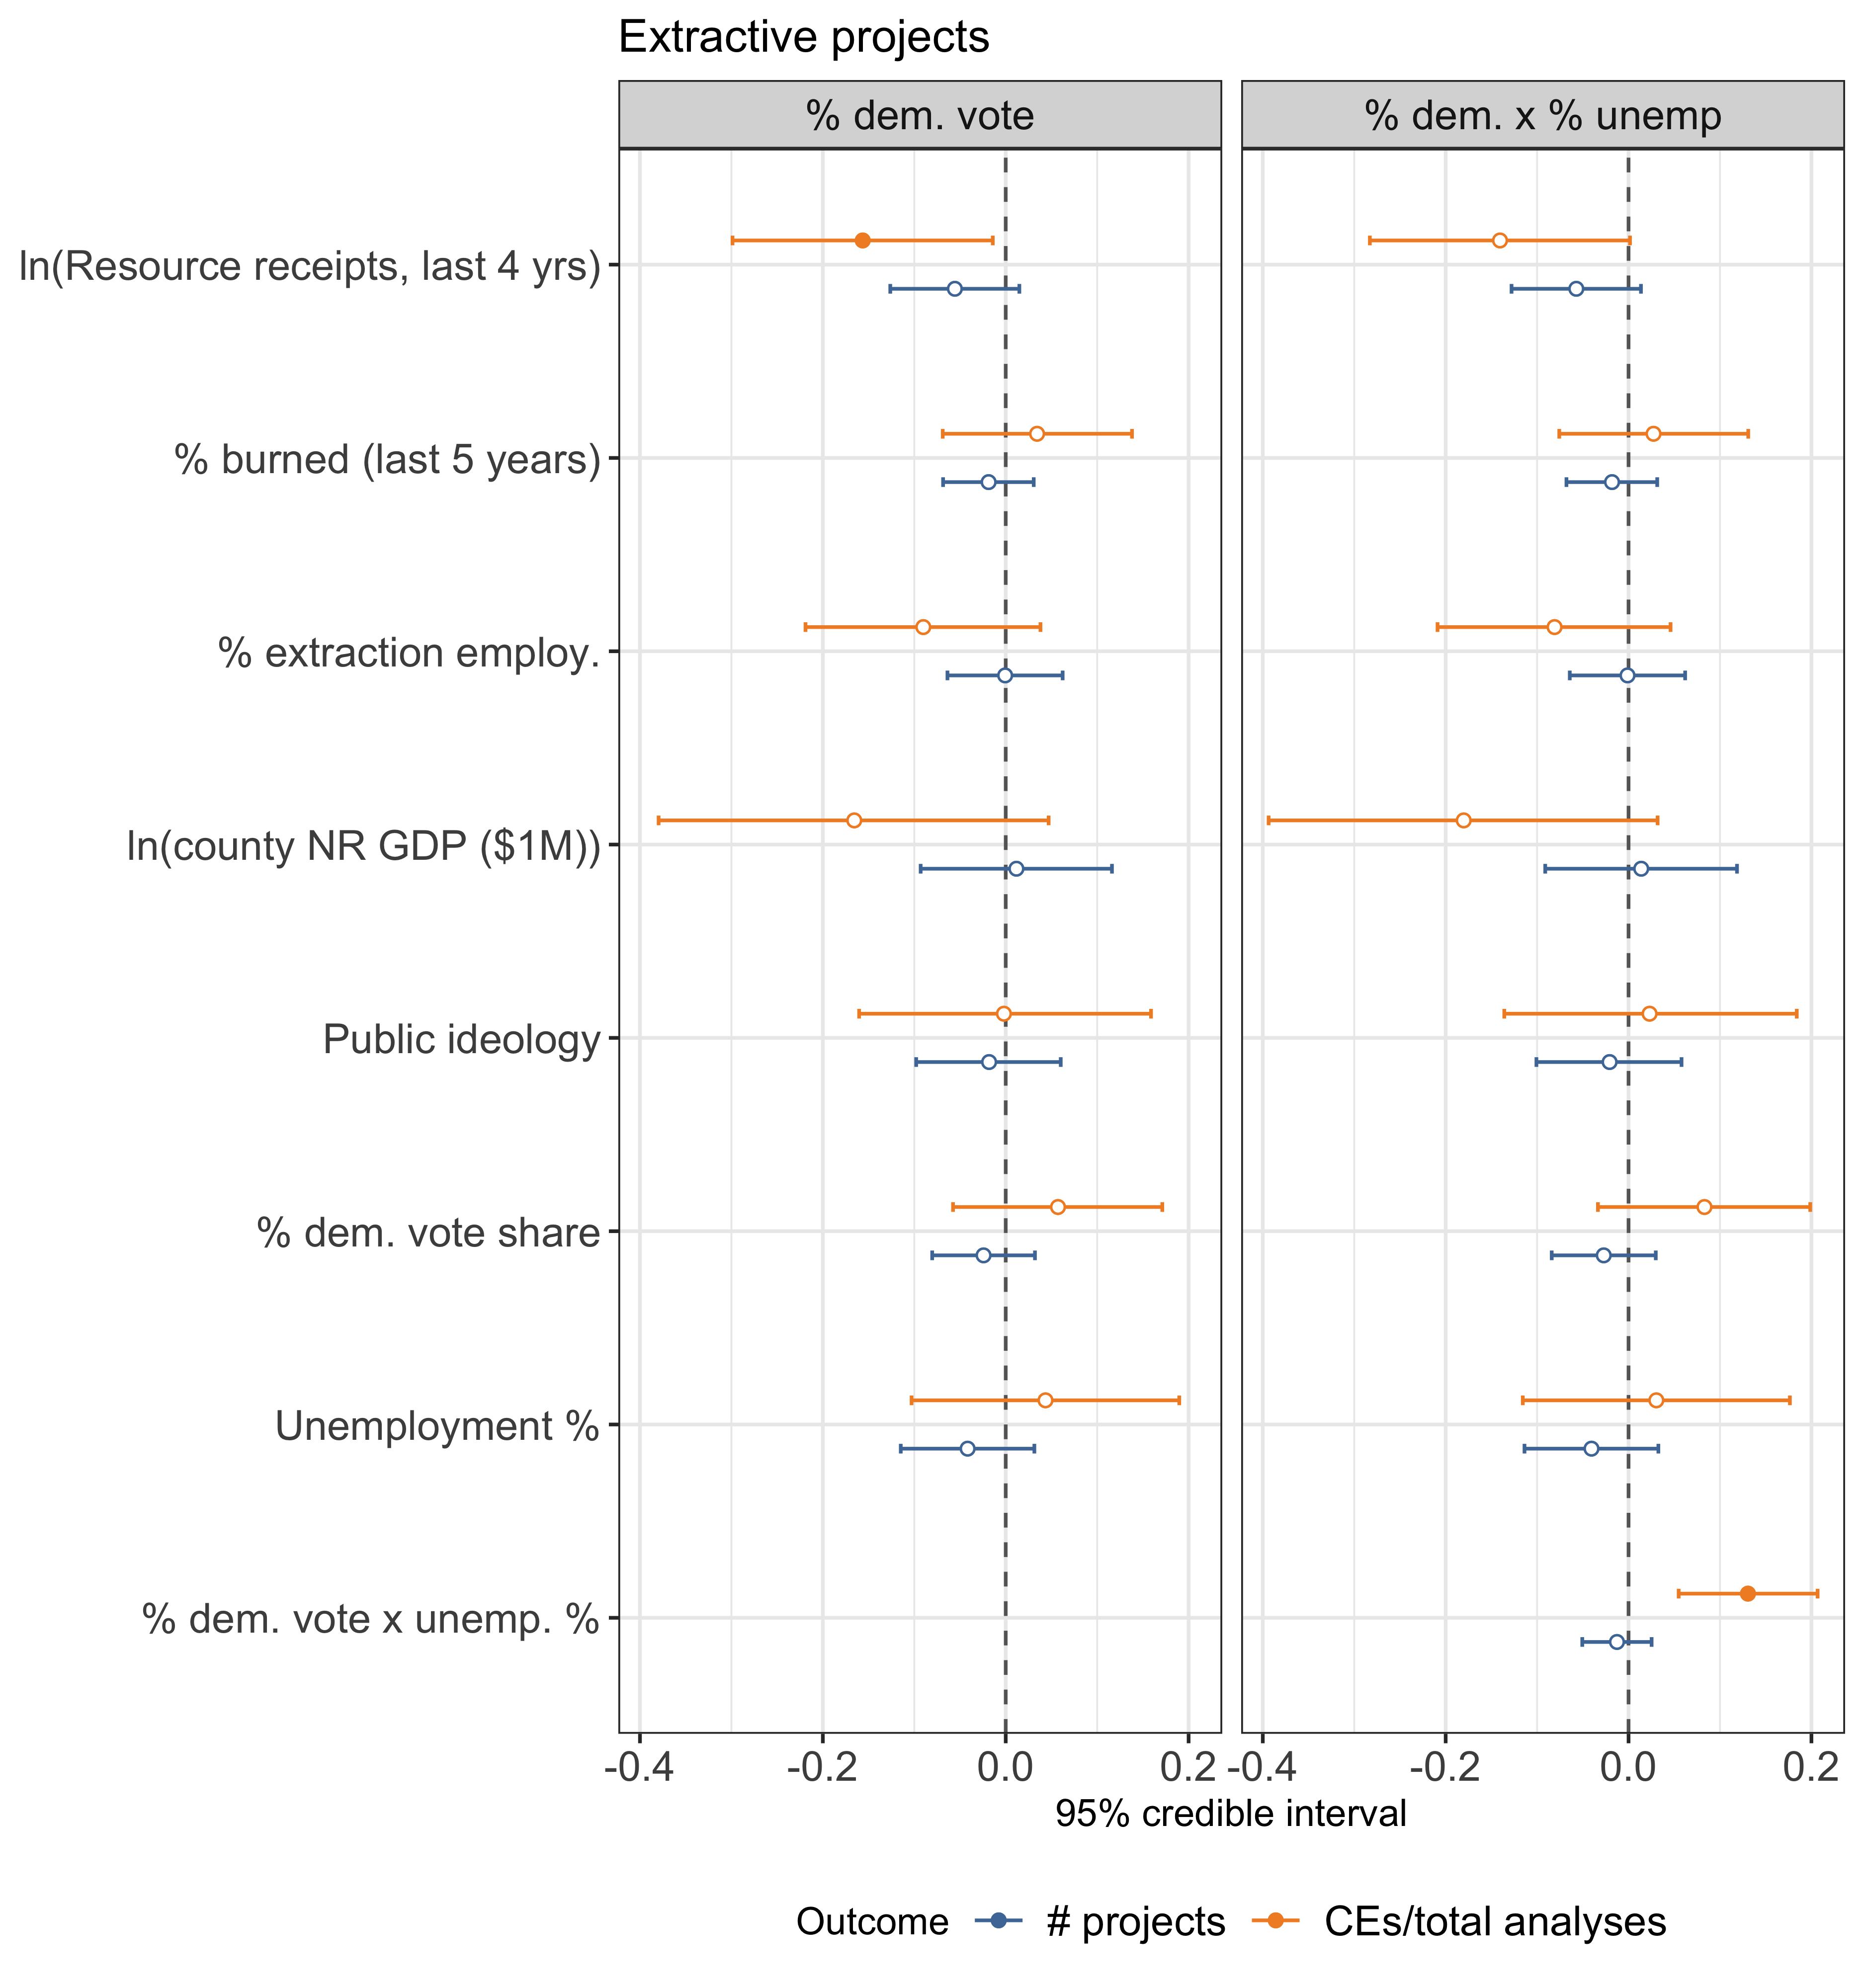 Extractive projects
% dem. vote
% dem. x % unemp
ln(Resource receipts, last 4 yrs)
% burned (last 5 years)
% extraction employ.
ln(county NR GDP ($1M))
Public ideology
% dem. vote share
Unemployment %
% dem. vote x unemp. %
-0.4 -0.2 0.0 0.2 -0.4 -0.2 0.0 0.2
95% credible interval
Outcome # projects CEs/total analyses